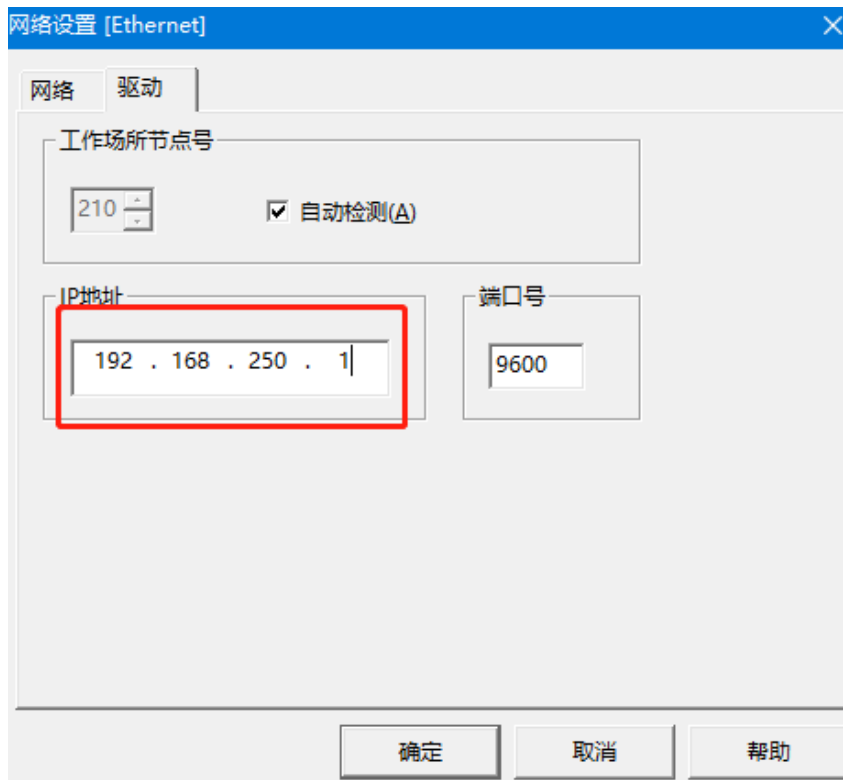 网络设置 [Ethernet]
网络 驱动
工作场所节点号
210 自动检测(A)
IP地址 端口号
192 . 168 . 250 . 1 9600
确定 取消 帮助